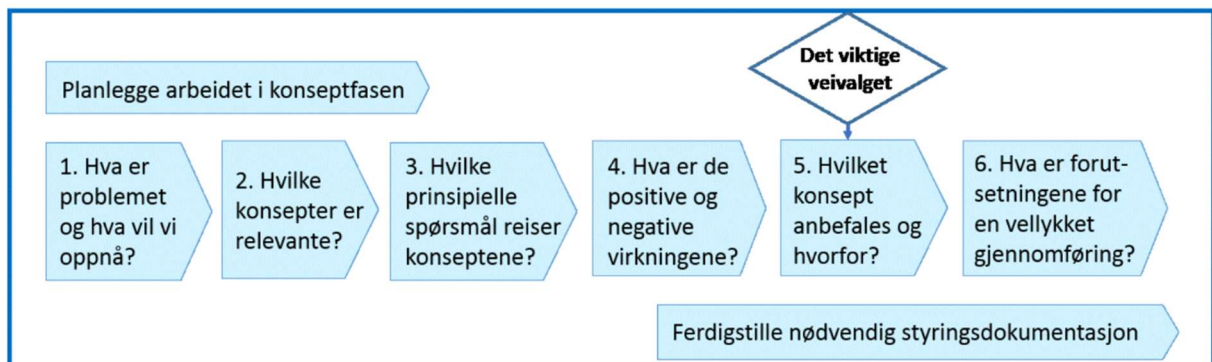 Det viktige
veivalget
Planlegge arbeidet i konseptfasen
1. Hva er
problemet
og hva vil vi
oppnå?
2. Hvilke
konsepter er
relevante?
3. Hvilke
prinsipielle
spørsmål reiser
konseptene?
4. Hva er de
positive og
negative
virkningene?
5. Hvilket
konsept
anbefales og
hvorfor?
6. Hva er forut-
setningene for
en vellykket
gjennomføring?
Ferdigstille nødvendig styringsdokumentasjon